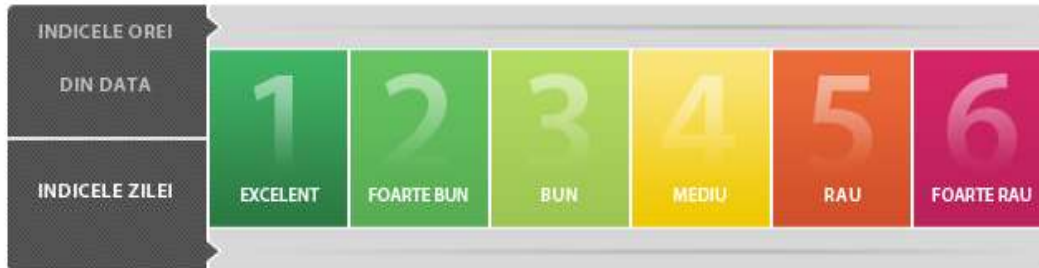 INDICELE OREI
DIN DATA
INDICELE ZILEI
1
EXCELENT
2
FOARTE BUN
3
BUN
4
MEDIU
5
RAU
6
FOARTE RAU